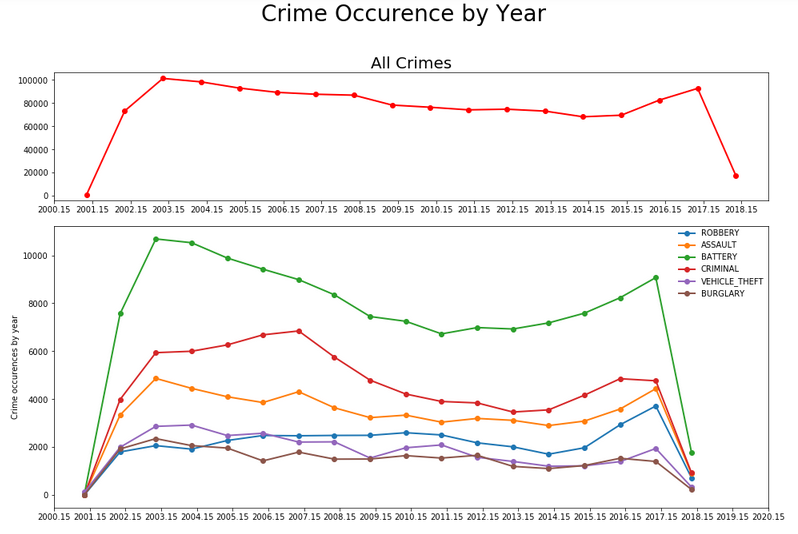 Crime Occurence by Year
All Crimes
100000
80000
60000
40000
20000
0
2000.15 2001.15 2002.15 2003.15 2004.15 2005.15 2006.15 2007.15 2008.15 2009.15 2010.15 2011.15 2012.15 2013.15 2014.15 2015.15 2016.15 2017.15 2018.15
ROBBERY
ASSAULT
BATTERY
CRIMINAL
VEHICLE_THEFT
BURGLARY
Crime occurences by year
10000
8000
6000
4000
2000
0
2000.15 2001.15 2002.15 2003.15 2004.15 2005.15 2006.15 2007.15 2008.15 2009.15 2010.15 2011.15 2012.15 2013.15 2014.15 2015.15 2016.15 2017.15 2018.15 2019.15 2020.15